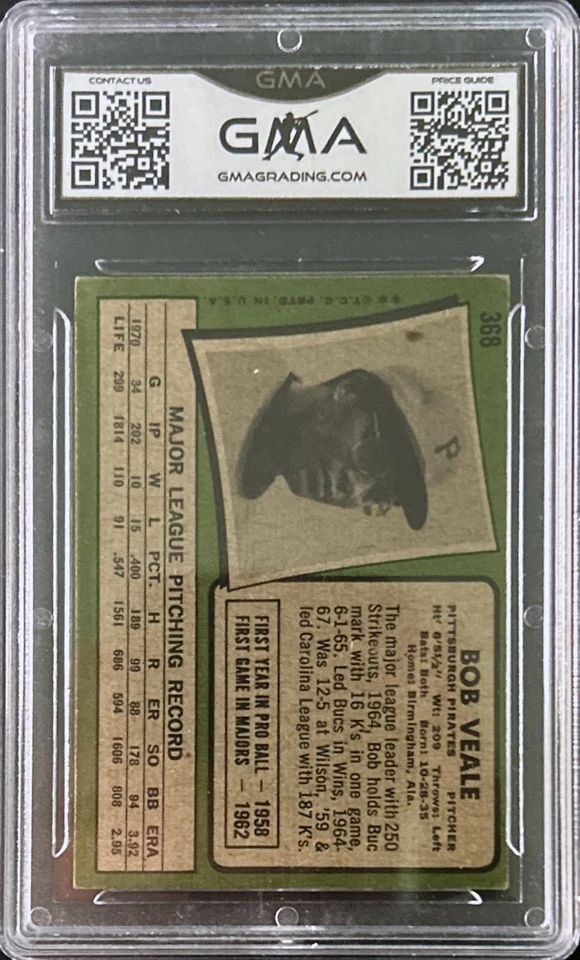 CONTACT US
GMA
PRICE GUIDE
GMA
GMAGRADING.COM
368
P
**©T.C.G. PRTD. IN U.S.A.
BOB VEALE
PITTSBURGH PIRATES PITCHER
Ht: 6'5½" Wt: 209 Throws: Left
Bats: Both Born: 10-28-35
Home: Birmingham, Ala.
The major league leader with 250
Strikeouts, 1964, Bob holds Buc
mark with 16 K's in one game,
6-1-65. Led Bucs in Wins, 1964-
67. Was 12-5 at Wilson, '59 &
led Carolina League with 187 K's.
FIRST YEAR IN PRO BALL — 1958
FIRST GAME IN MAJORS — 1962
MAJOR LEAGUE PITCHING RECORD
G IP W L PCT. H R ER SO BB ERA
1970 34 202 10 15 .400 189 99 88 178 94 3.92
LIFE 299 1814 110 91 .547 1561 686 594 1606 808 2.95